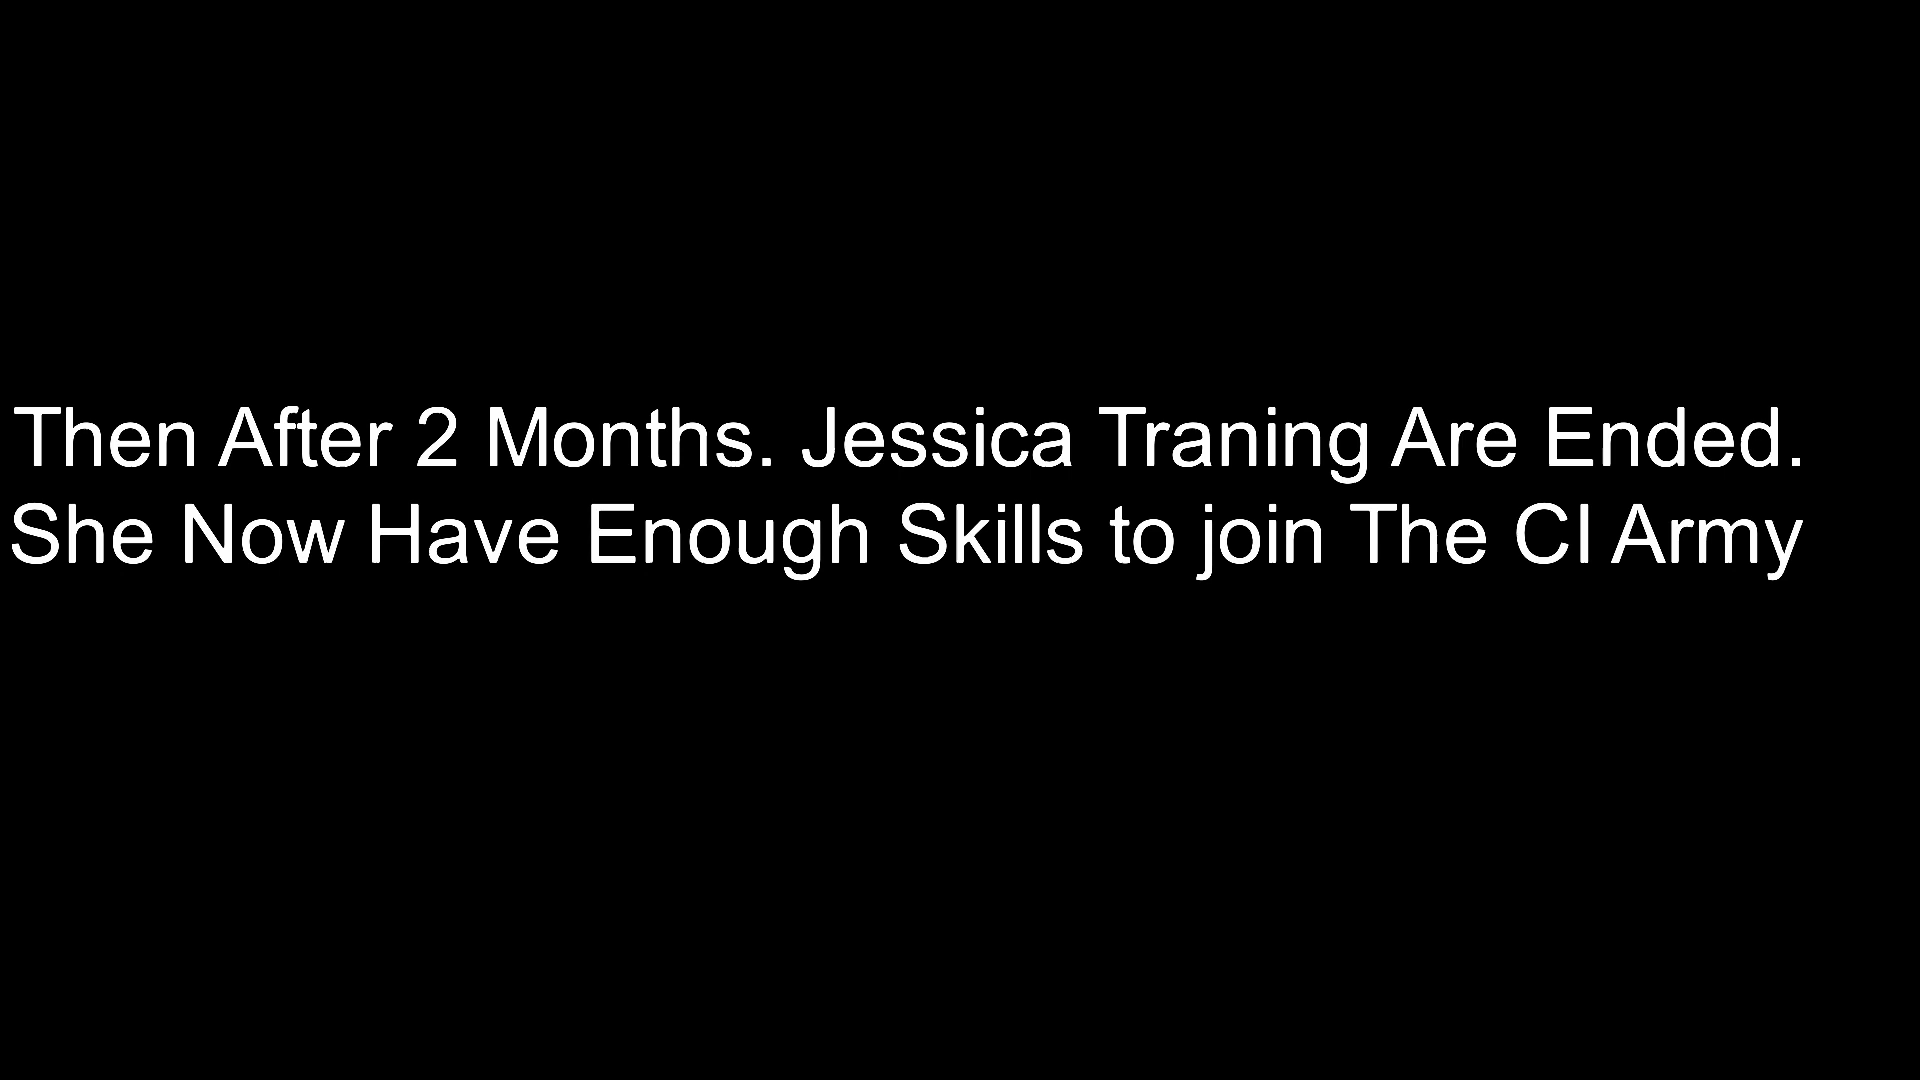 Then After 2 Months. Jessica Traning Are Ended.
She Now Have Enough Skills to join The CI Army